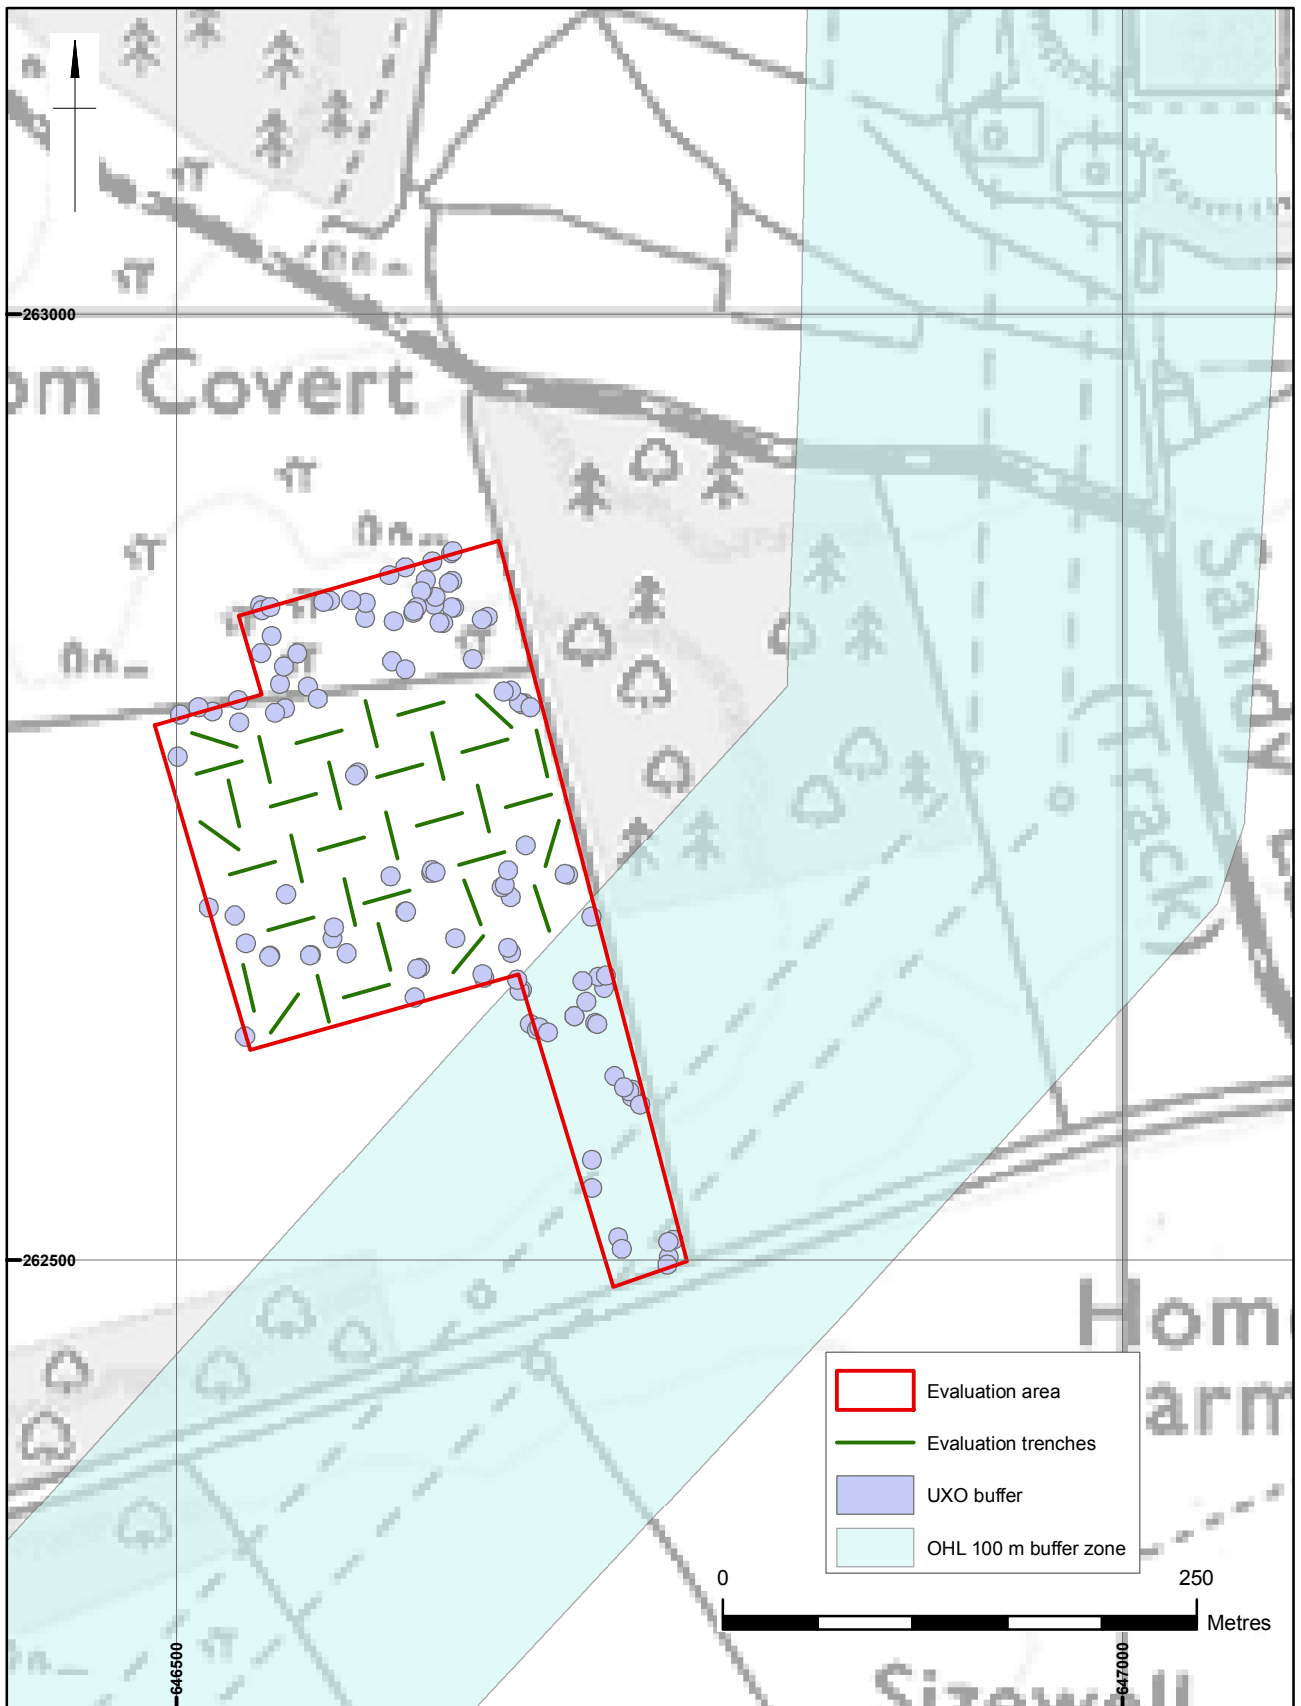 263000
om Covert
Sandy
(Track)
262500
Home
arm
Evaluation area
Evaluation trenches
UXO buffer
OHL 100 m buffer zone
0 250
Metres
646500
647000
Sizewell